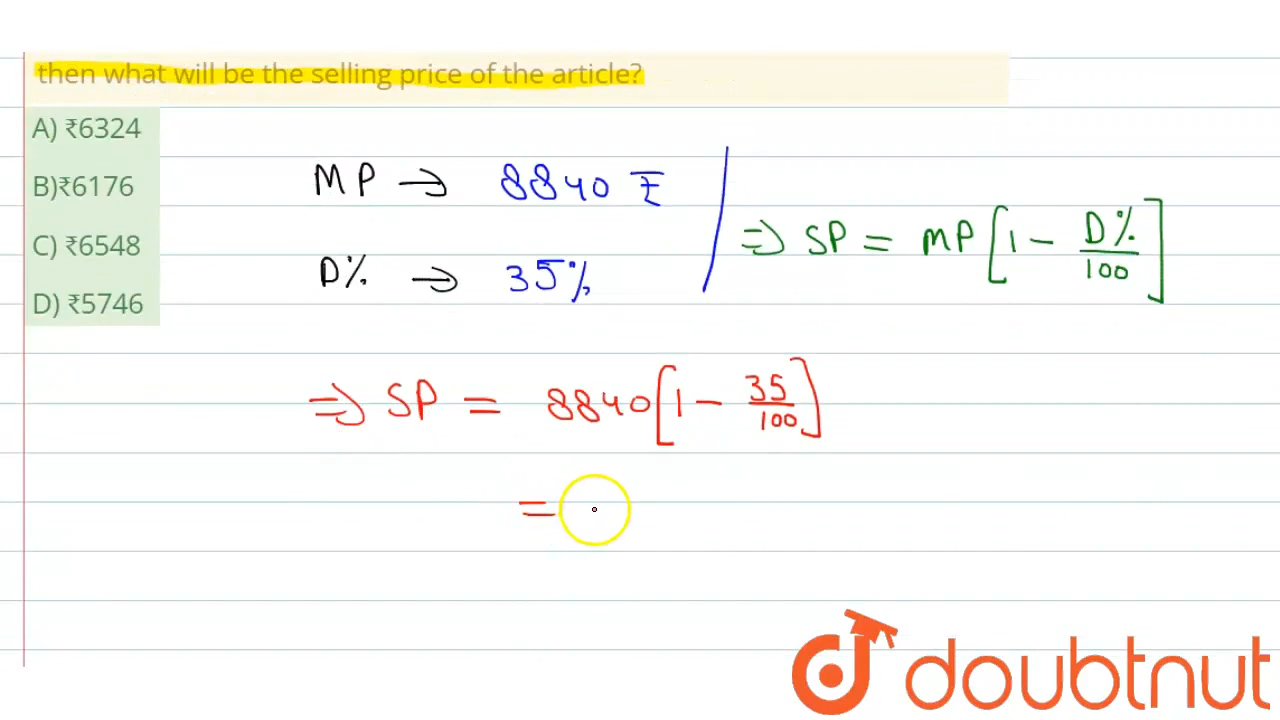 then what will be the selling price of the article?
A) ₹6324
B)₹6176
C) ₹6548
D) ₹5746
MP → 8840 ₹
D% → 35%
⇒ SP = MP [1 - D%/100]
⇒ SP = 8840 [1 - 35/100]
=
doubtnut